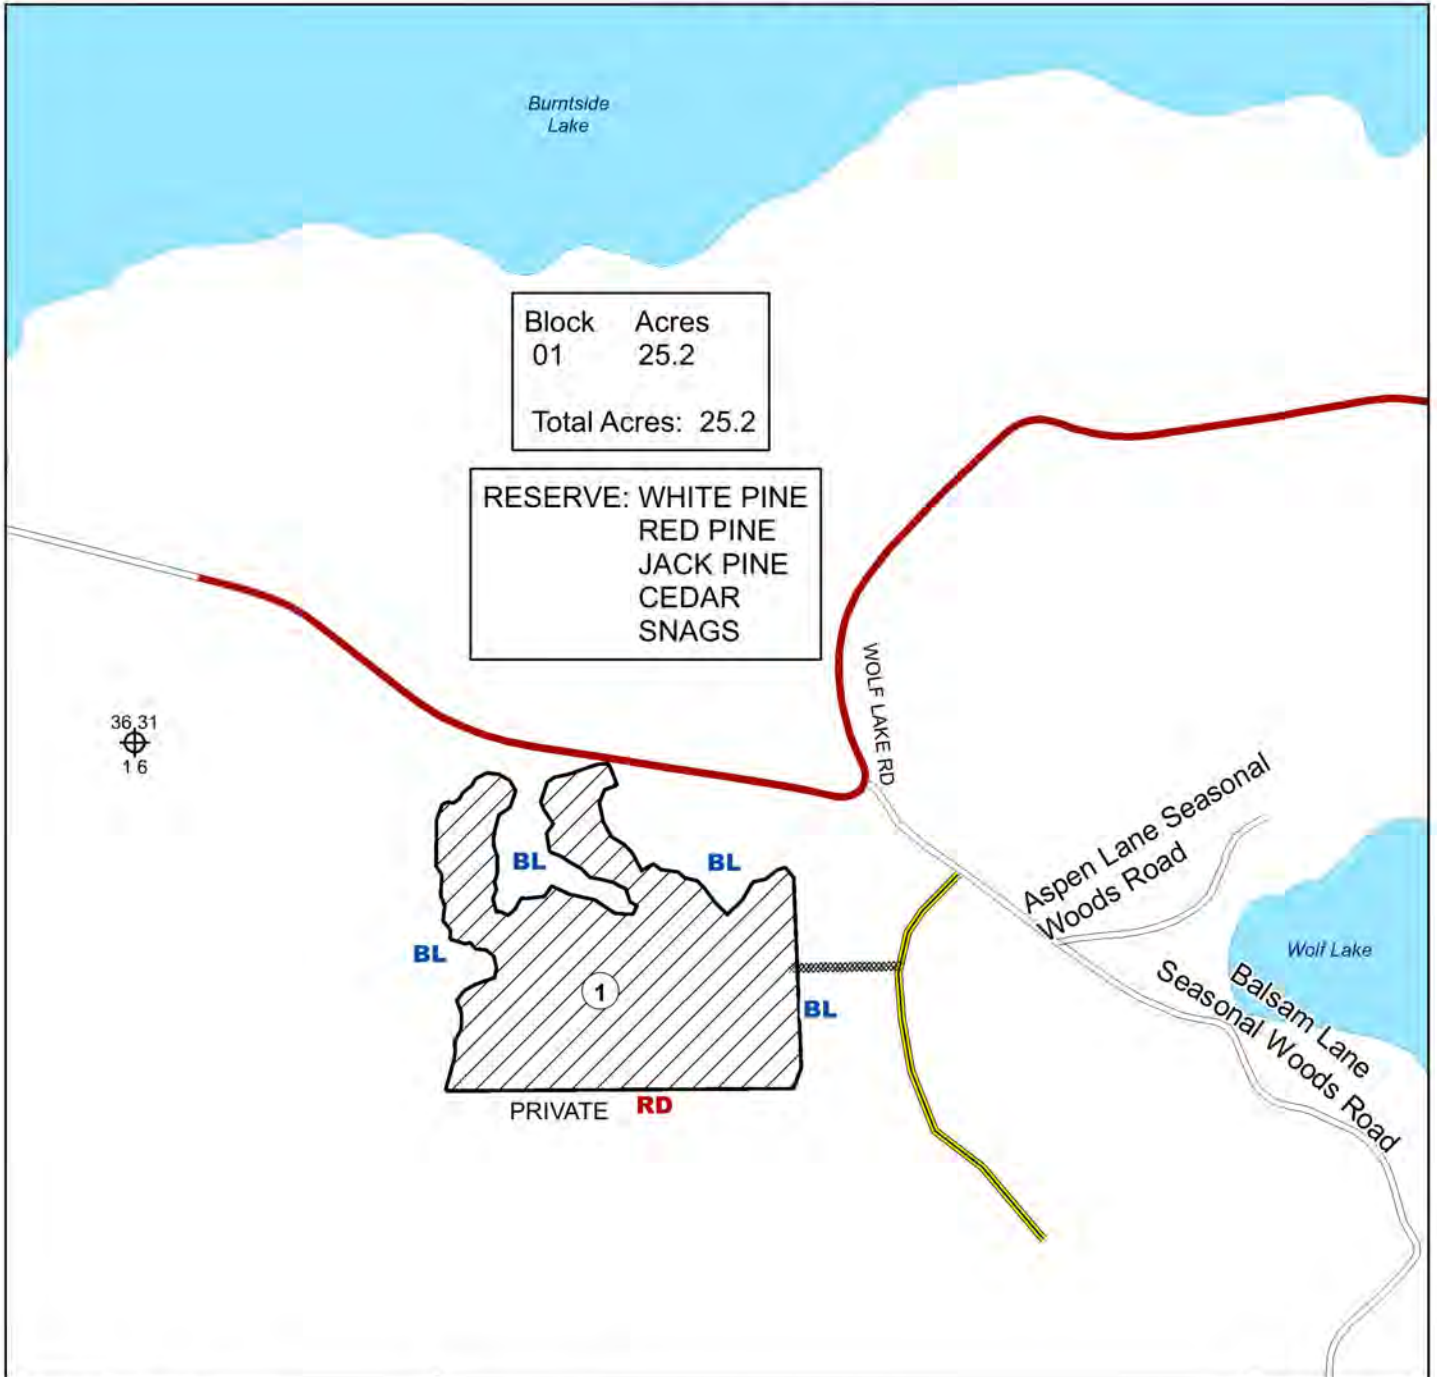 Burntside
Lake
Block Acres
01 25.2
Total Acres: 25.2
RESERVE: WHITE PINE
RED PINE
JACK PINE
CEDAR
SNAGS
WOLF LAKE RD
36 31
1 6
Aspen Lane Seasonal
Woods Road
BL
BL
BL
Wolf Lake
1
BL
Balsam Lane
Seasonal Woods Road
PRIVATE RD